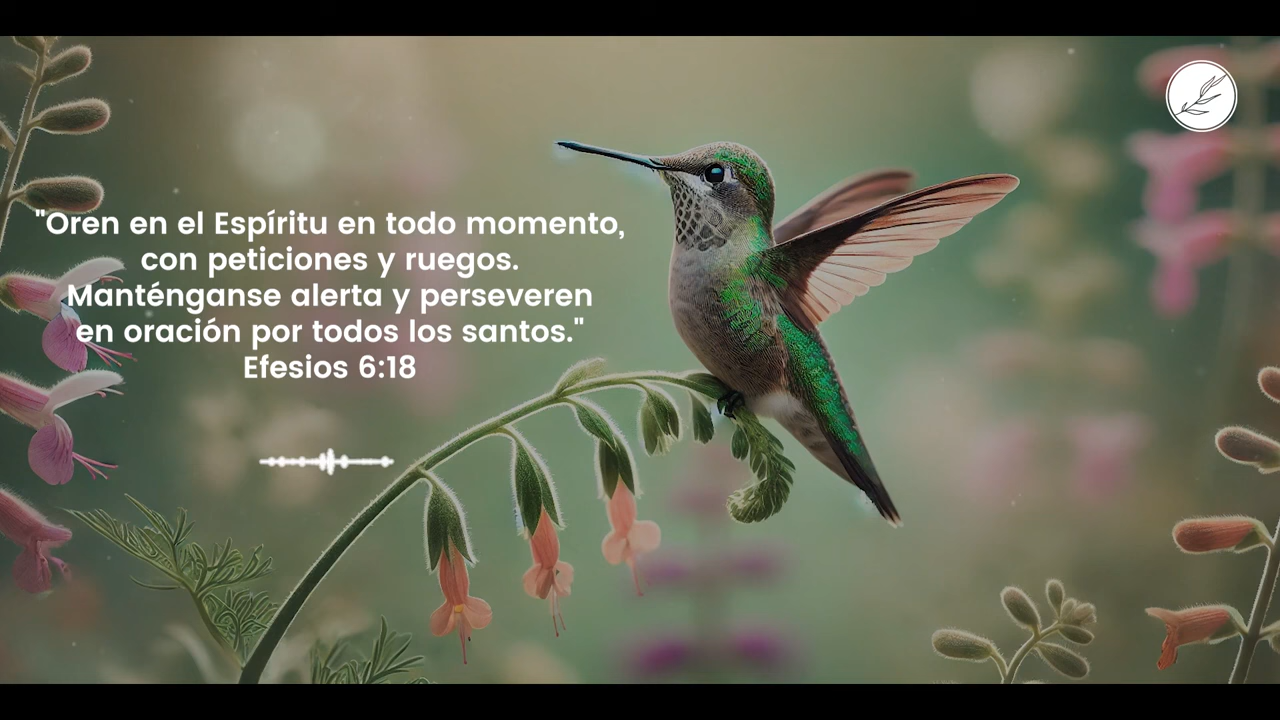 "Oren en el Espíritu en todo momento,
con peticiones y ruegos.
Manténganse alerta y perseveren
en oración por todos los santos."
Efesios 6:18